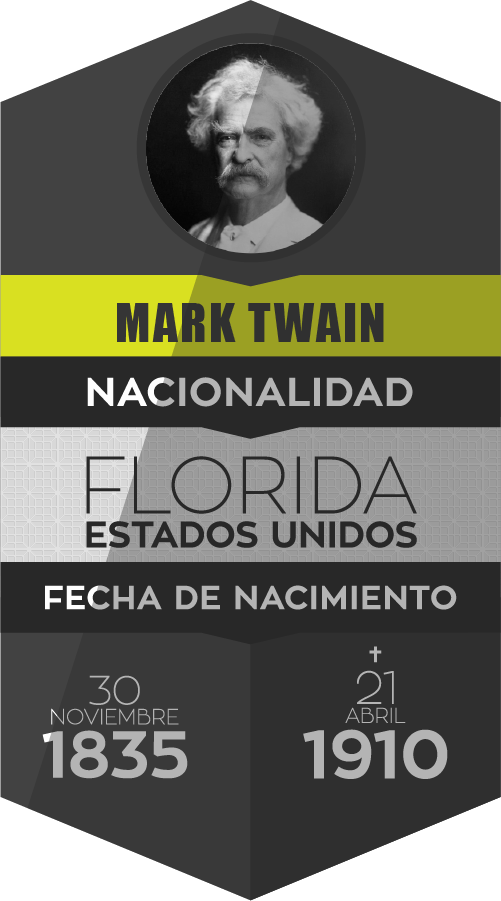 MARK TWAIN
NACIONALIDAD
FLORIDA
ESTADOS UNIDOS
FECHA DE NACIMIENTO
30
NOVIEMBRE
1835
✝
21
ABRIL
1910